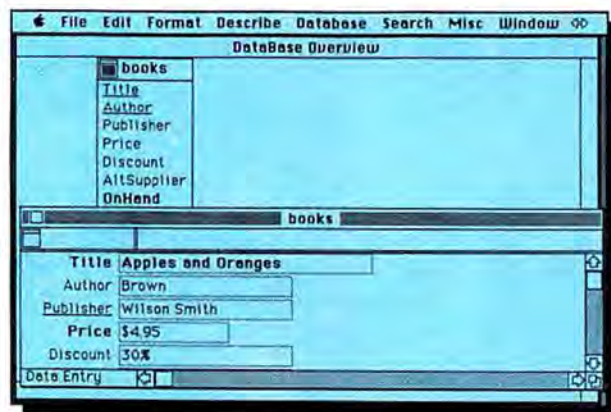 File Edit Format Describe Database Search Misc Window
DataBase Overview
books
Title
Author
Publisher
Price
Discount
AltSupplier
OnHand
books
Title Apples and Oranges
Author Brown
Publisher Wilson Smith
Price $4.95
Discount 30%
Data Entry